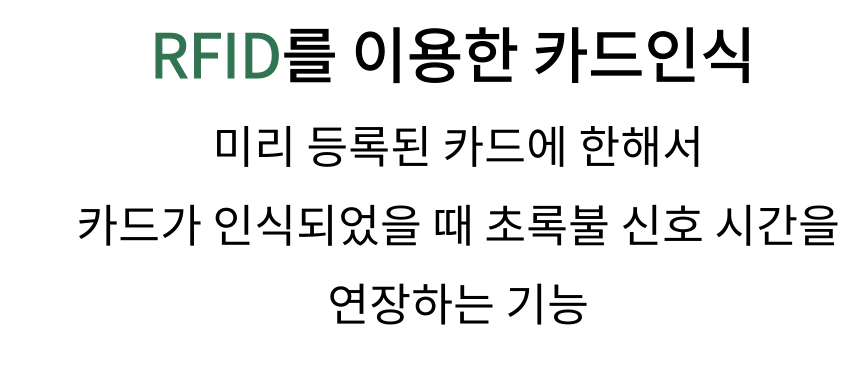 RFID를 이용한 카드인식
미리 등록된 카드에 한해서
카드가 인식되었을 때 초록불 신호 시간을
연장하는 기능